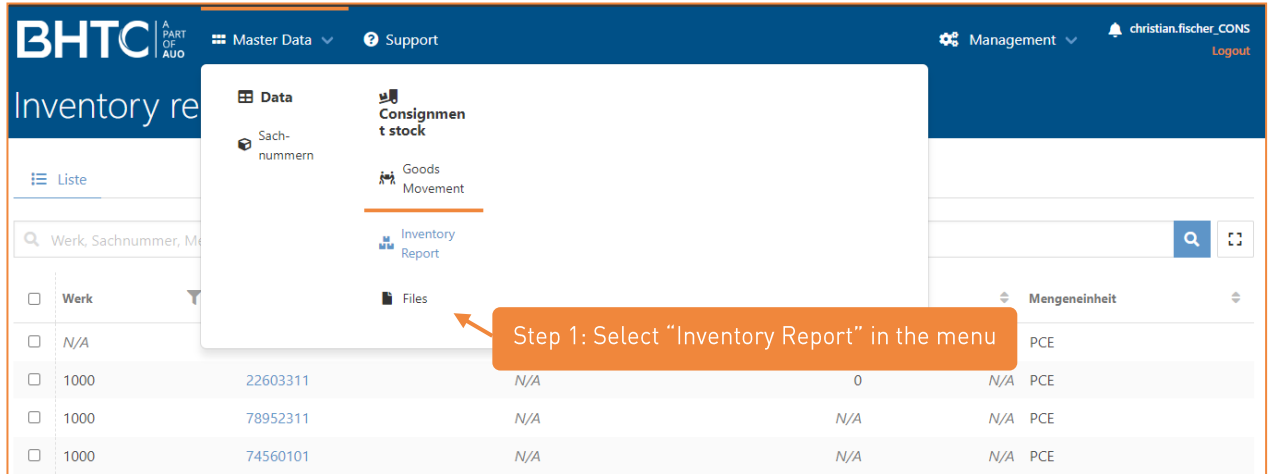 BHTC A PART OF AUO
Master Data
Support
Management
christian.fischer_CONS
Logout
Inventory re
Data
Sach-
nummern
Consignmen
t stock
Goods
Movement
Inventory
Report
Files
Liste
Werk, Sachnummer, Me
Werk
Mengeneinheit
Step 1: Select “Inventory Report” in the menu
N/A PCE
1000 22603311 N/A 0 N/A PCE
1000 78952311 N/A N/A N/A PCE
1000 74560101 N/A N/A N/A PCE